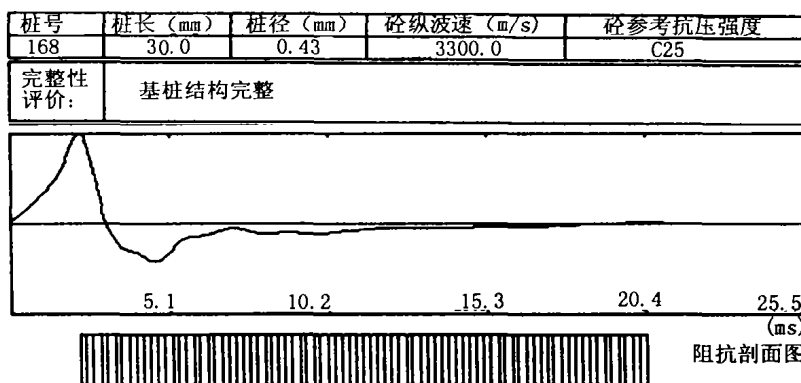 桩号 桩长（mm） 桩径（mm） 砼纵波速（m/s） 砼参考抗压强度
168 30.0 0.43 3300.0 C25
完整性
评价： 基桩结构完整
5.1 10.2 15.3 20.4 25.5
(ms)
阻抗剖面图